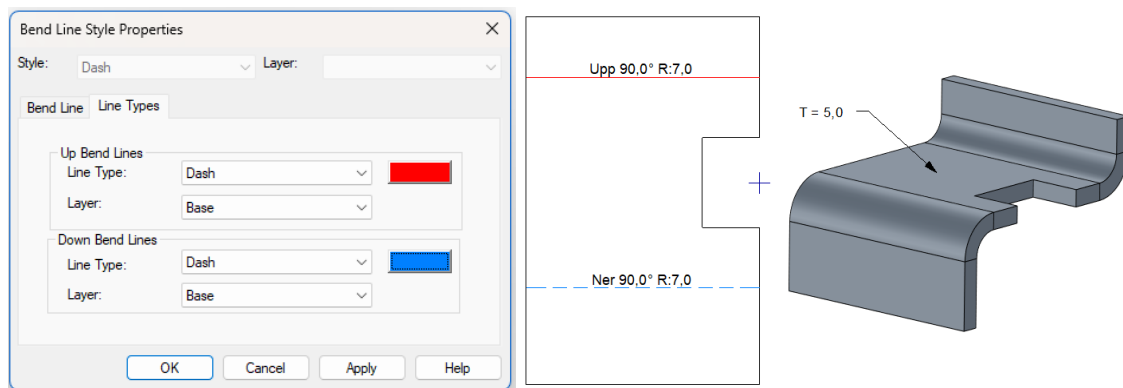 Bend Line Style Properties
Style: Dash Layer:
Bend Line Line Types
Up Bend Lines
Line Type: Dash
Layer: Base
Down Bend Lines
Line Type: Dash
Layer: Base
OK Cancel Apply Help
Upp 90,0° R:7,0
Ner 90,0° R:7,0
T = 5,0